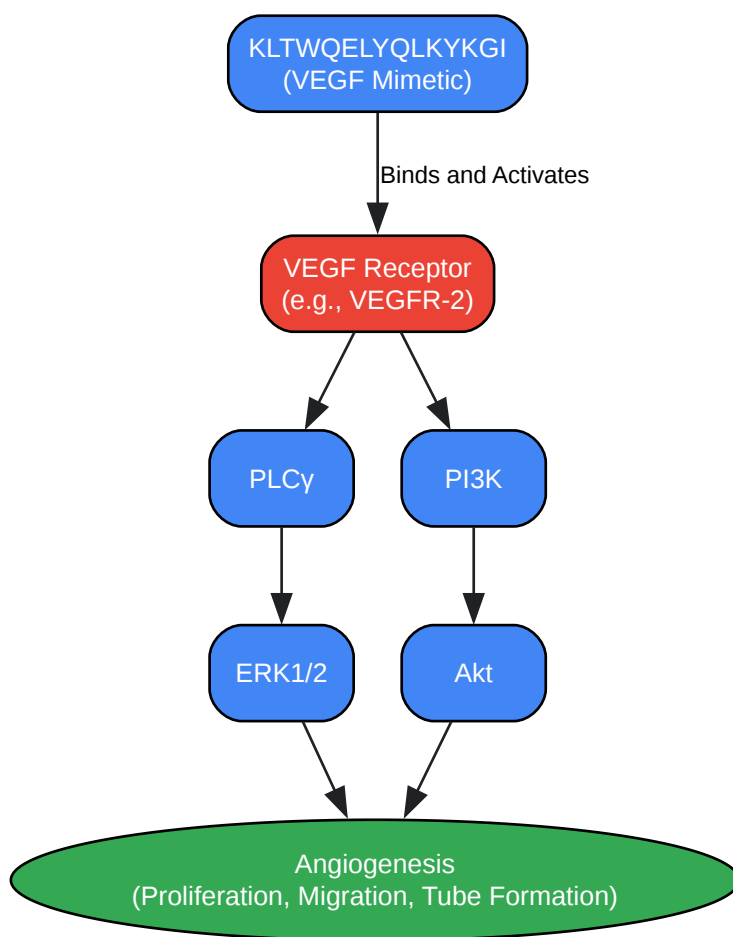 KLTWQELYQLKYKGI
(VEGF Mimetic)
Binds and Activates
VEGF Receptor
(e.g., VEGFR-2)
PLCγ
PI3K
ERK1/2
Akt
Angiogenesis
(Proliferation, Migration, Tube Formation)